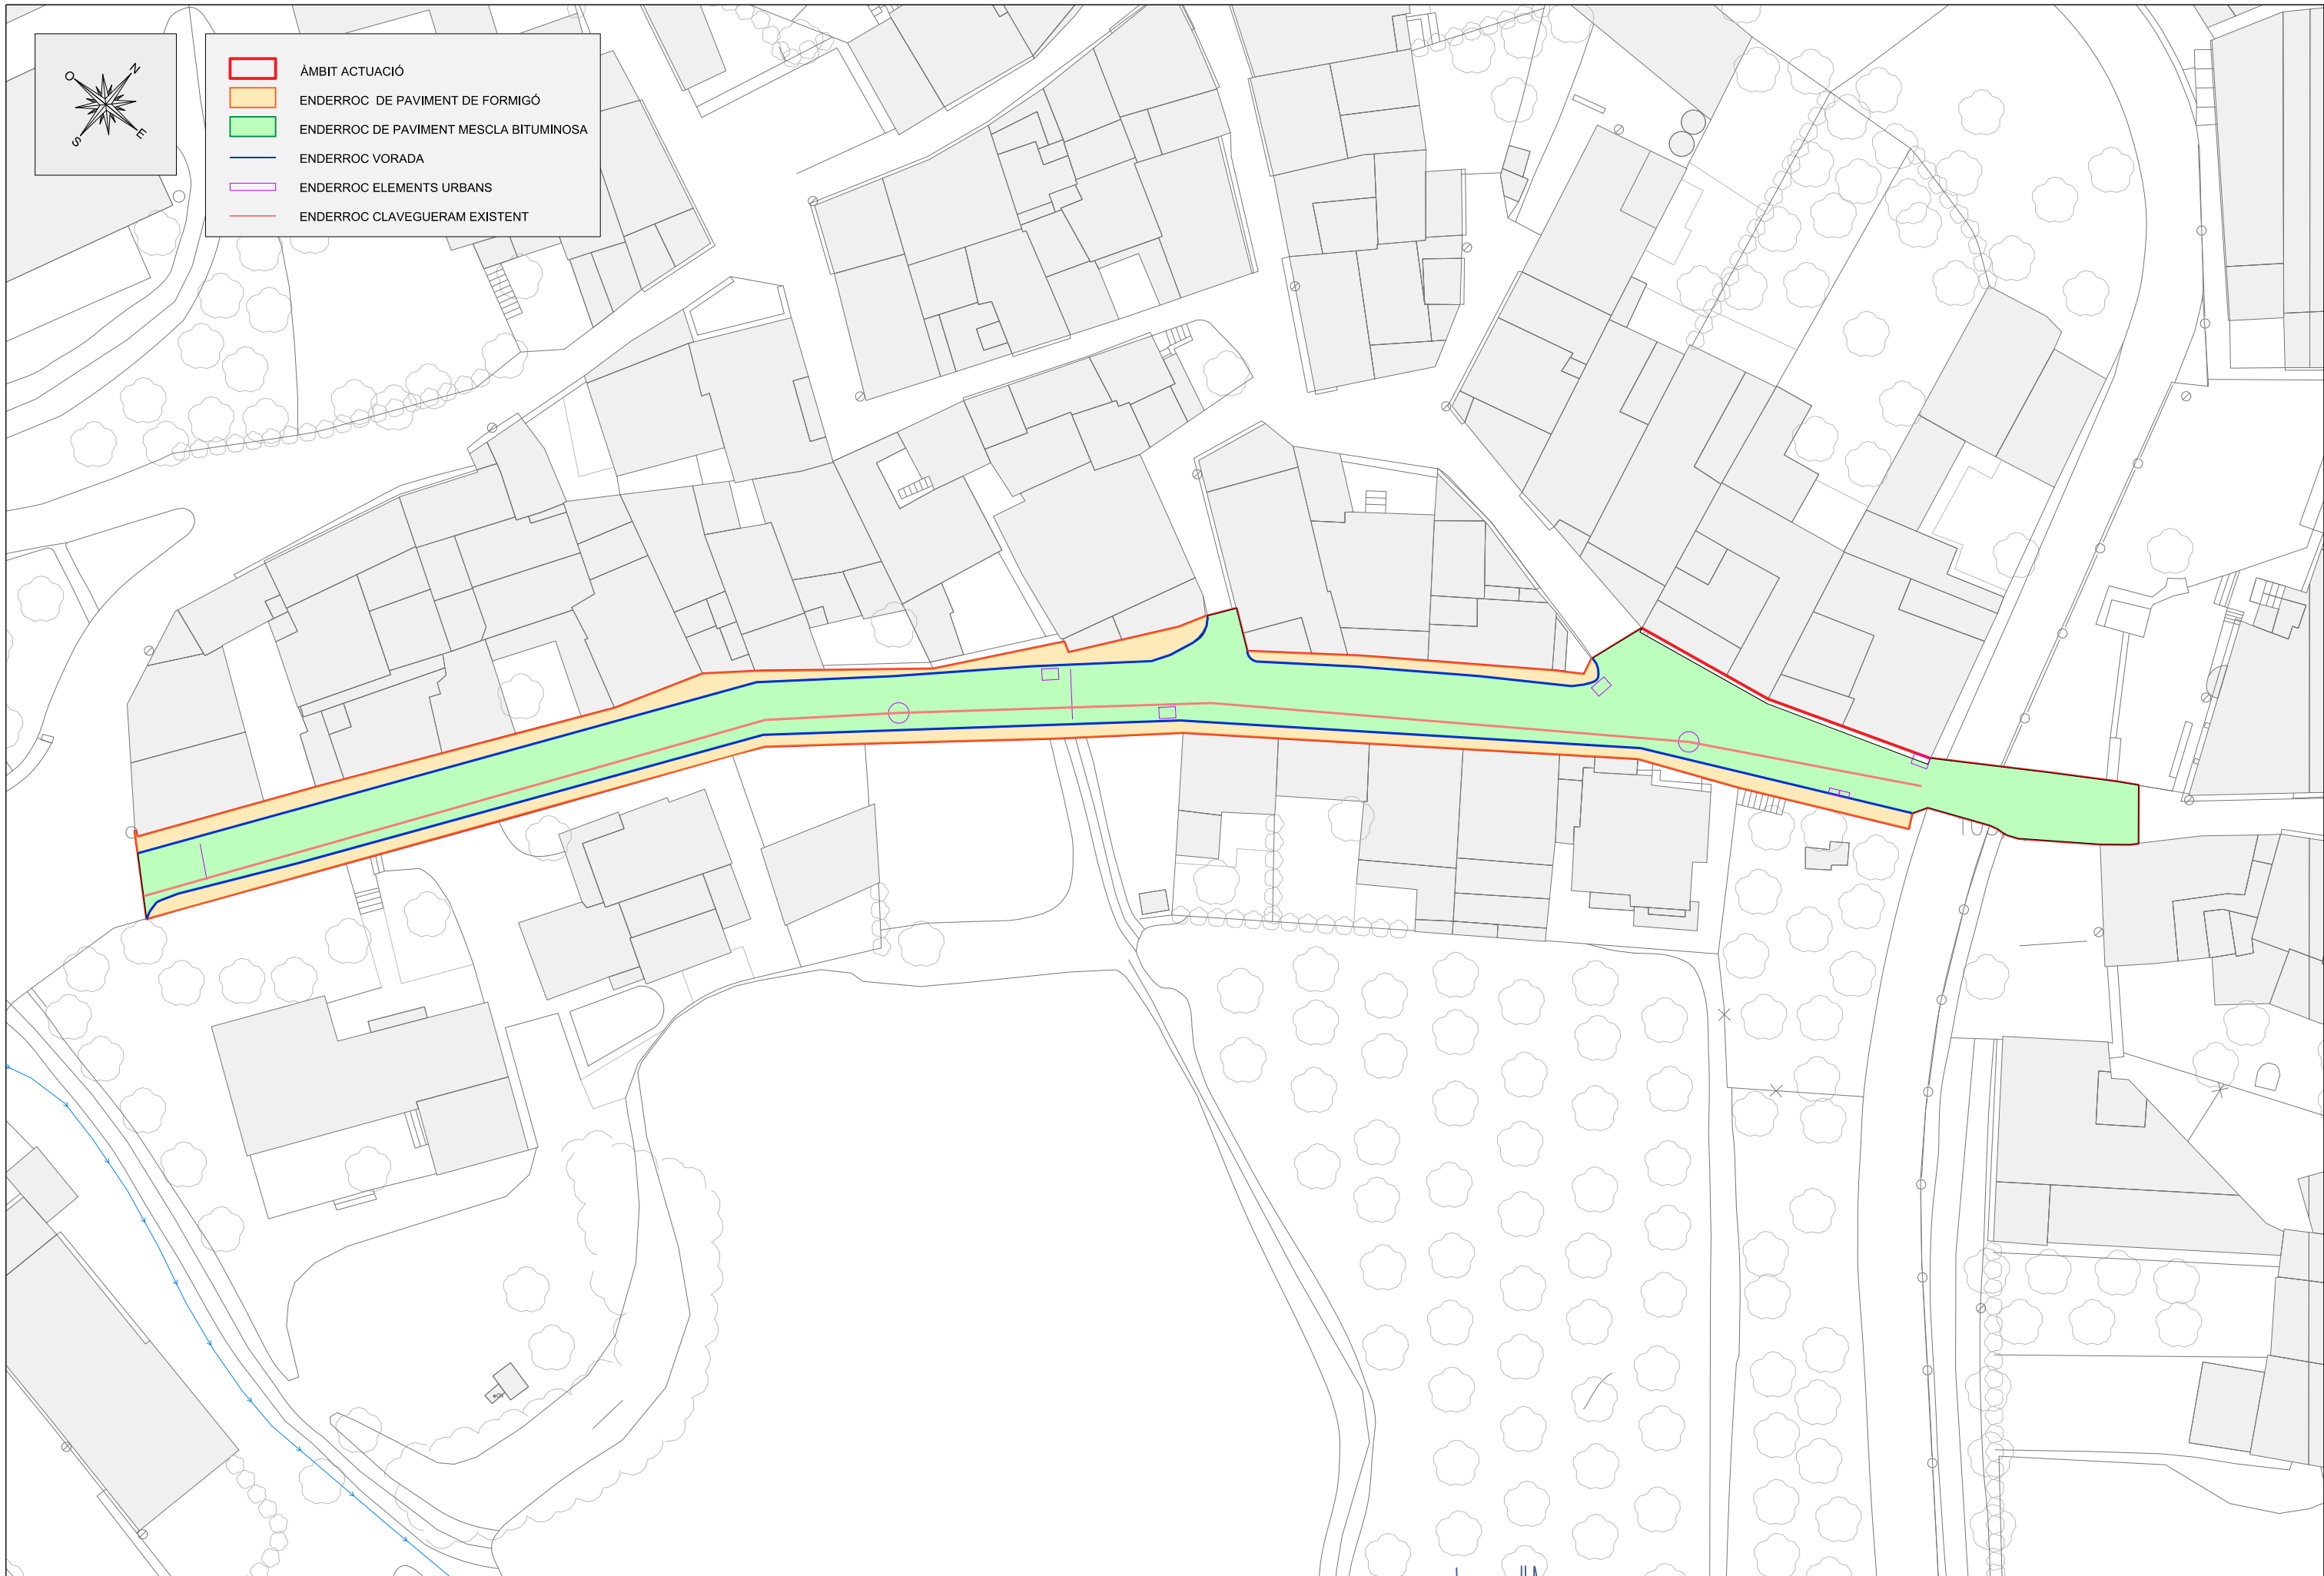 O
N
S
E
ÀMBIT ACTUACIÓ
ENDERROC DE PAVIMENT DE FORMIGÓ
ENDERROC DE PAVIMENT MESCLA BITUMINOSA
ENDERROC VORADA
ENDERROC ELEMENTS URBANS
ENDERROC CLAVEGUERAM EXISTENT